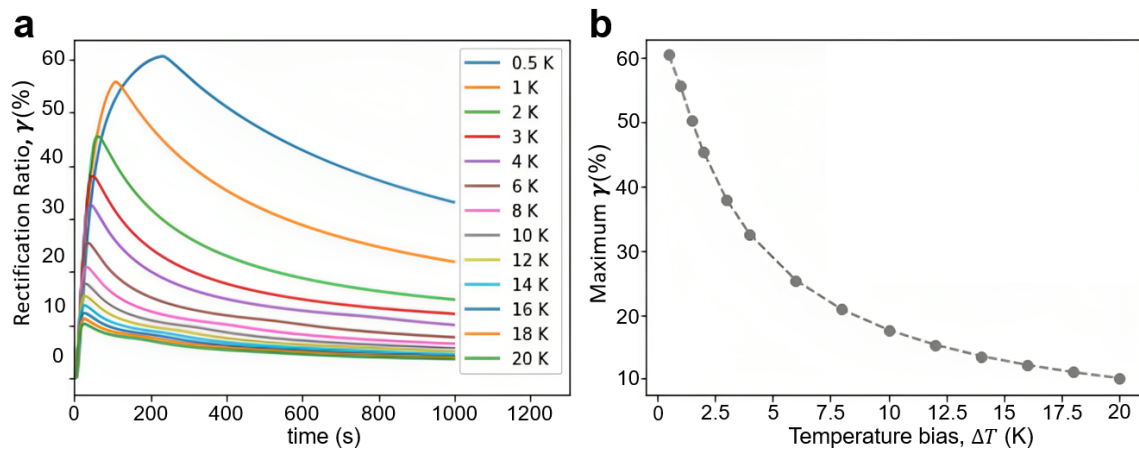 a
Rectification Ratio, γ(%)
60
50
40
30
20
10
0
0.5 K
1 K
2 K
3 K
4 K
6 K
8 K
10 K
12 K
14 K
16 K
18 K
20 K
0
200
400
600
800
1000
1200
time (s)
b
Maximum γ(%)
60
50
40
30
20
10
0
2.5
5
7.5
10
12.5
15
17.5
20
Temperature bias, ΔT (K)